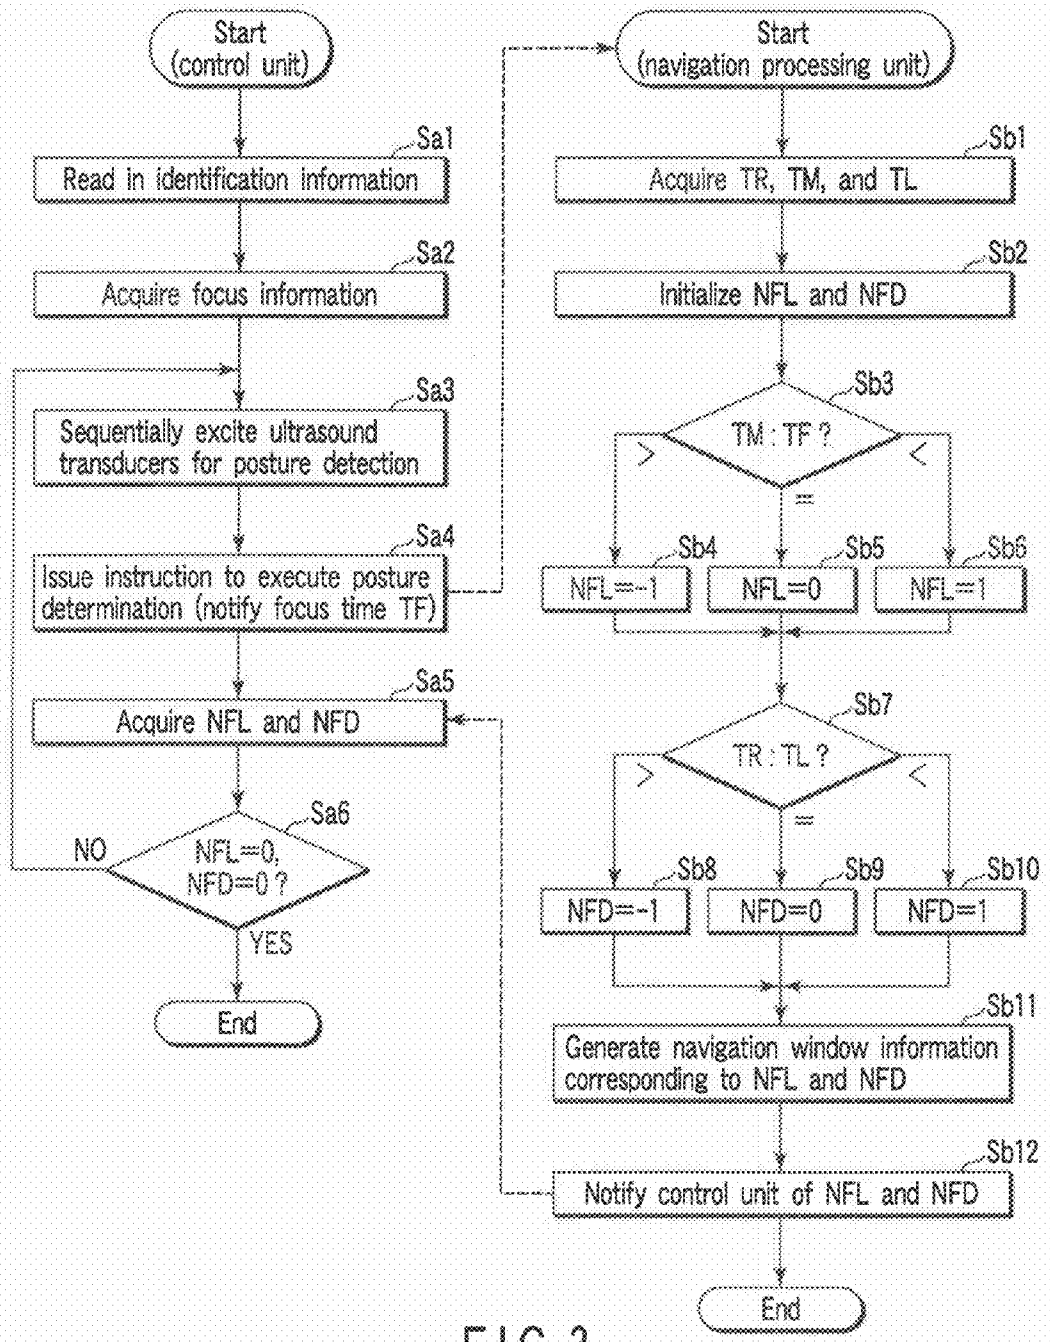 Start
(control unit)
Sa1
Read in identification information
Sa2
Acquire focus information
Sa3
Sequentially excite ultrasound
transducers for posture detection
Sa4
Issue instruction to execute posture
determination (notify focus time TF)
Sa5
Acquire NFL and NFD
Sa6
NFL=0,
NFD=0?
NO
YES
End
Start
(navigation processing unit)
Sb1
Acquire TR, TM, and TL
Sb2
Initialize NFL and NFD
Sb3
TM : TF ?
>
=
<
Sb4
NFL=-1
Sb5
NFL=0
Sb6
NFL=1
Sb7
TR : TL ?
>
=
<
Sb8
NFD=-1
Sb9
NFD=0
Sb10
NFD=1
Sb11
Generate navigation window information
corresponding to NFL and NFD
Sb12
Notify control unit of NFL and NFD
End